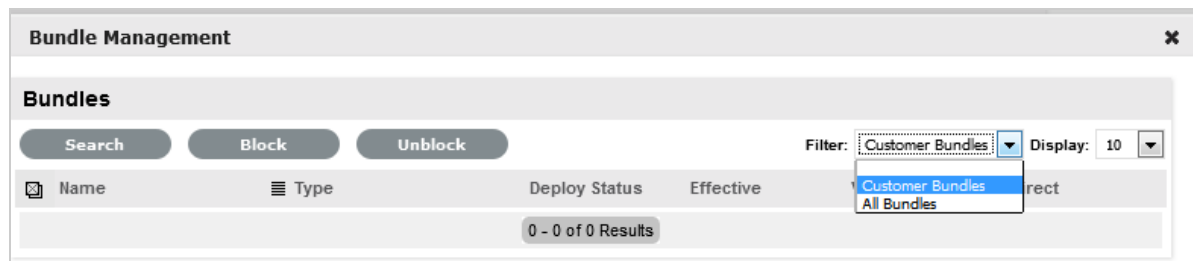 Bundle Management
Bundles
Search Block Unblock Filter: Customer Bundles Display: 10
Customer Bundles
All Bundles
Name Type Deploy Status Effective
0 - 0 of 0 Results